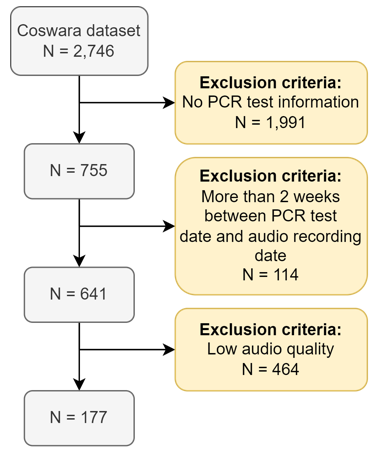 Coswara dataset
N = 2,746
Exclusion criteria:
No PCR test information
N = 1,991
N = 755
Exclusion criteria:
More than 2 weeks
between PCR test
date and audio recording
date
N = 114
N = 641
Exclusion criteria:
Low audio quality
N = 464
N = 177